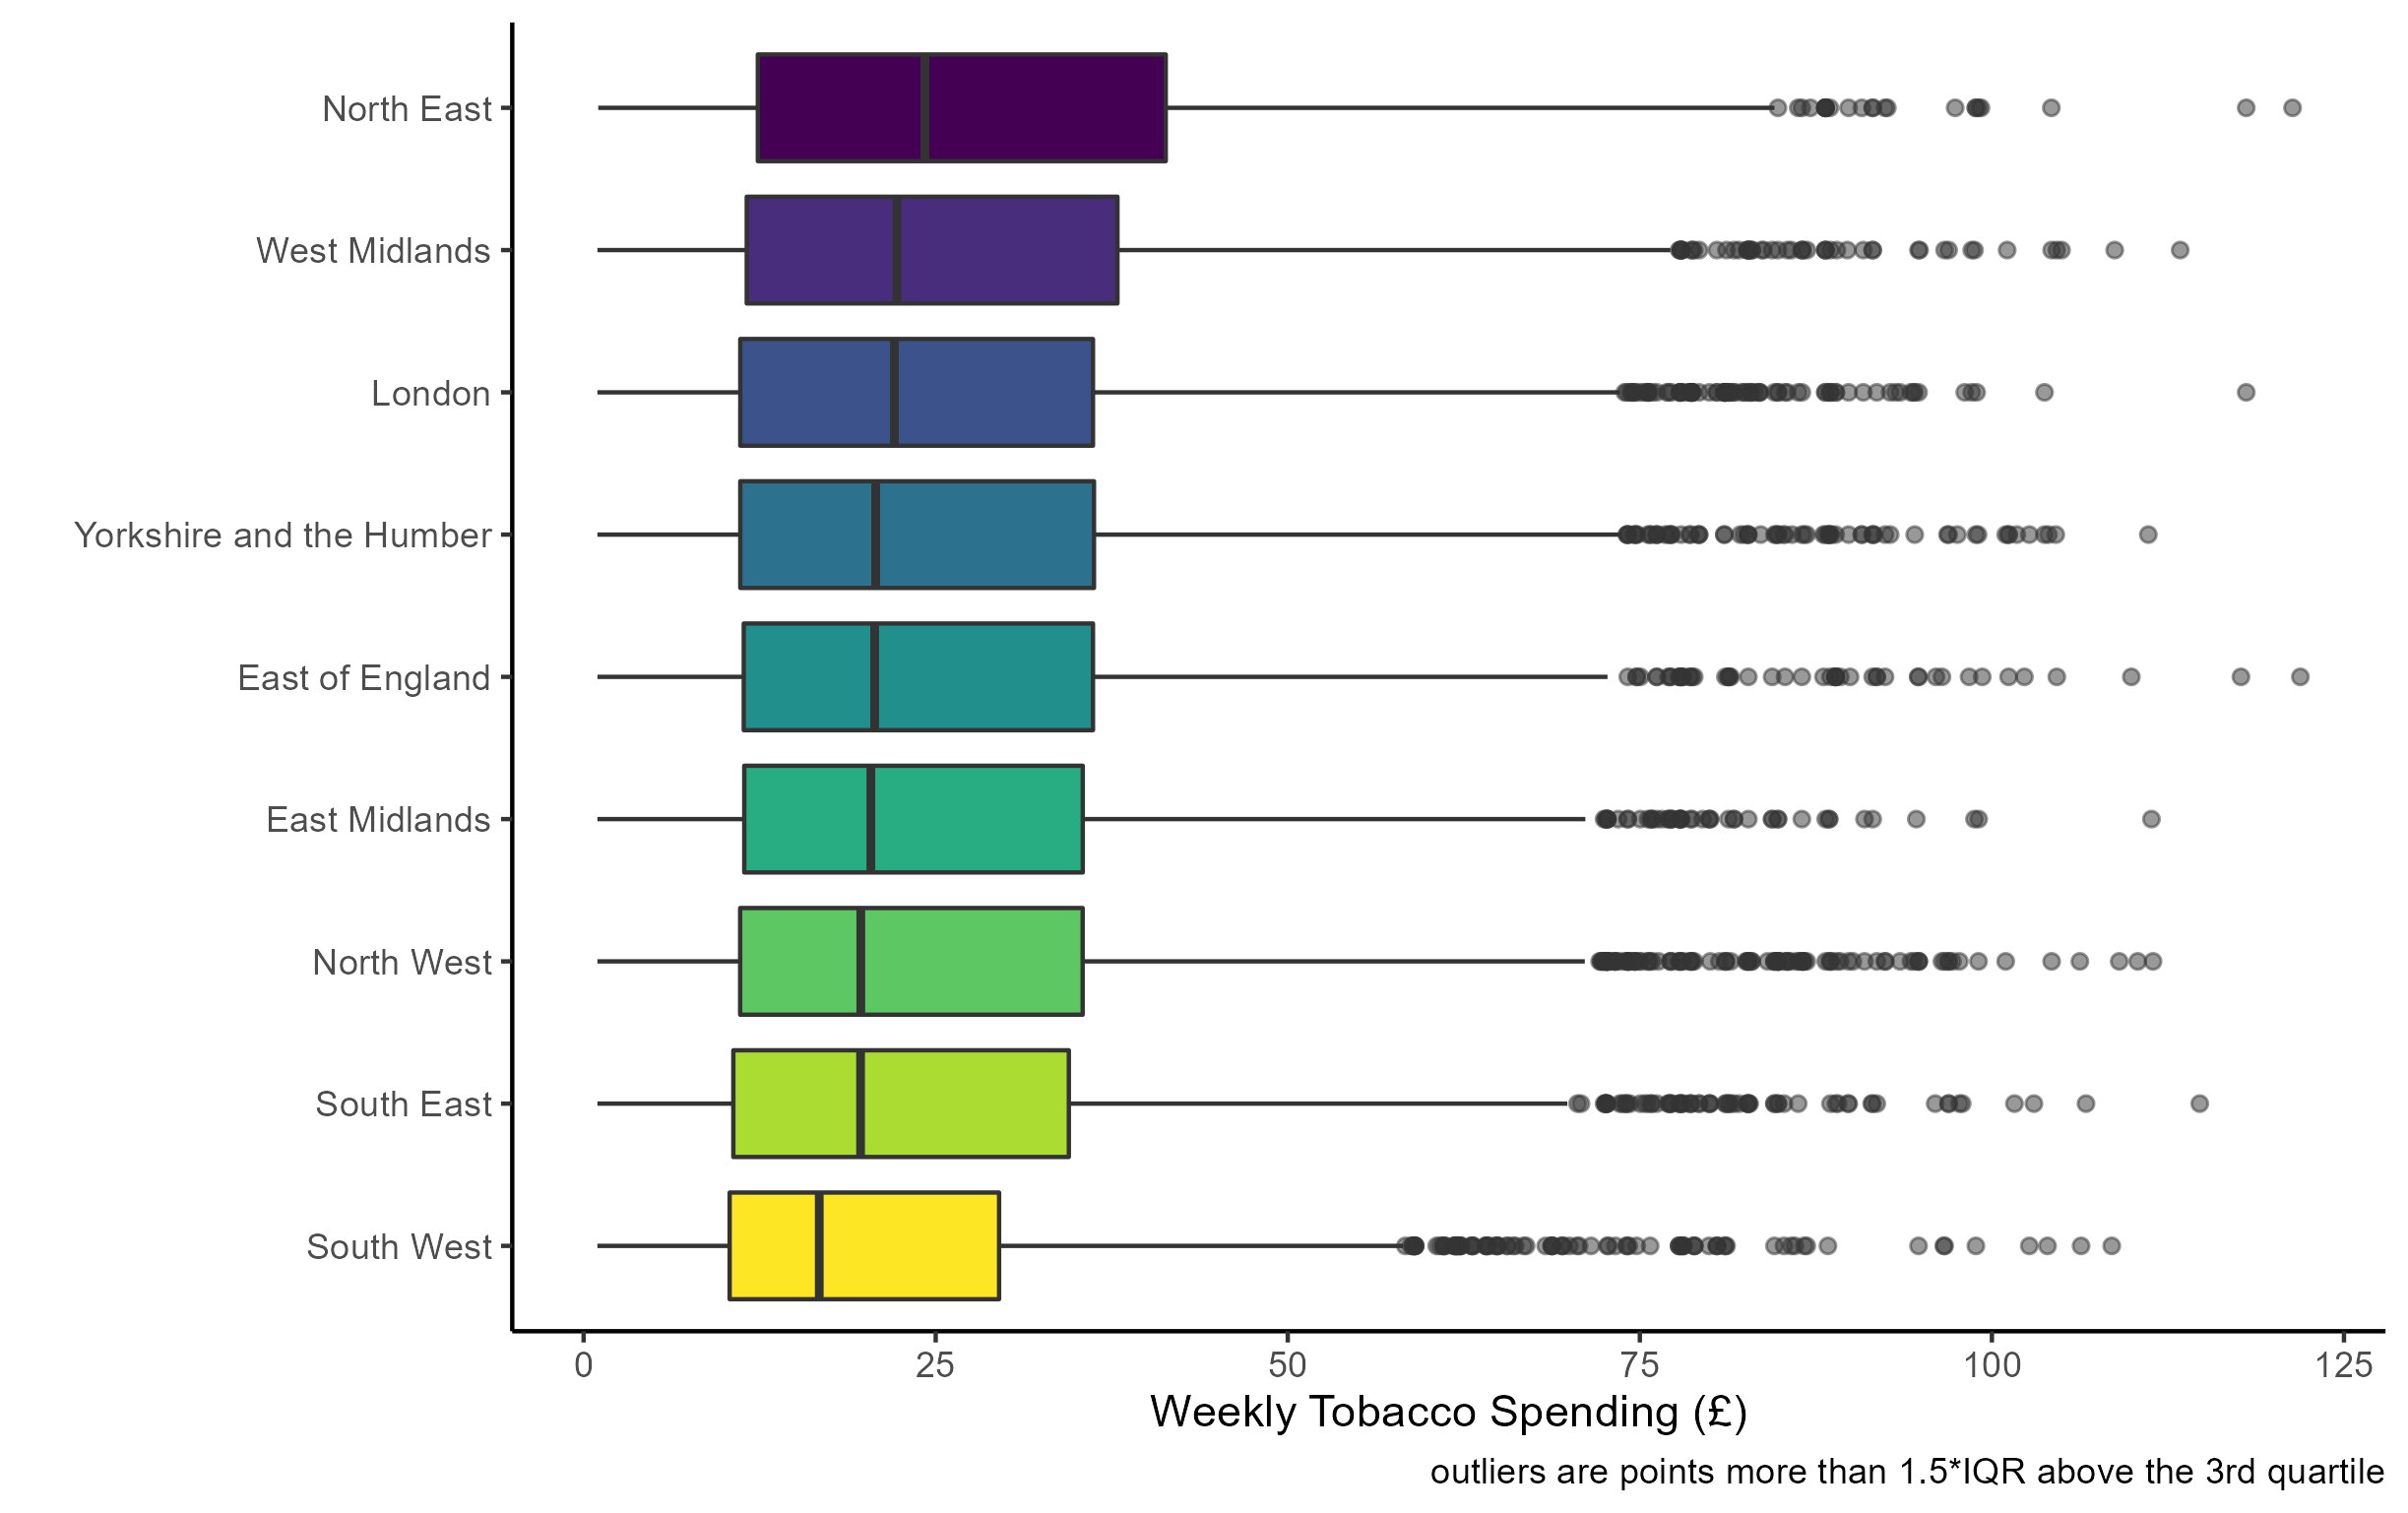 North East
West Midlands
London
Yorkshire and the Humber
East of England
East Midlands
North West
South East
South West
0 25 50 75 100 125
Weekly Tobacco Spending (£)
outliers are points more than 1.5*IQR above the 3rd quartile